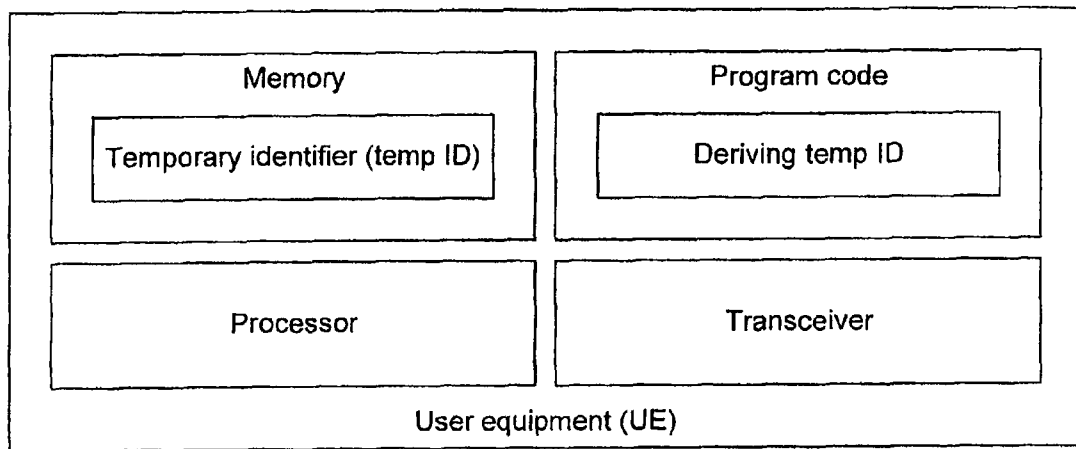 Memory
Temporary identifier (temp ID)
Program code
Deriving temp ID
Processor
Transceiver
User equipment (UE)